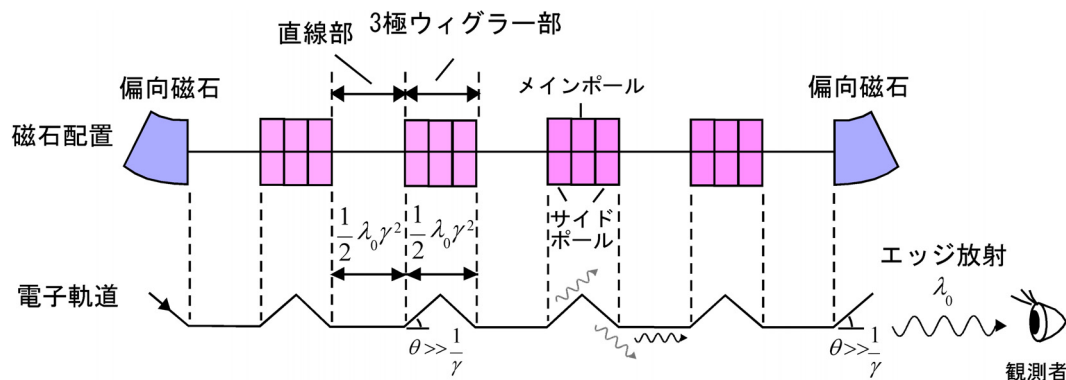 直線部
3極ウィグラー部
偏向磁石
メインポール
偏向磁石
磁石配置
サイド
ポール
1/2 λ₀γ²
1/2 λ₀γ²
エッジ放射
λ₀
電子軌道
θ>>1/γ
θ>>1/γ
観測者